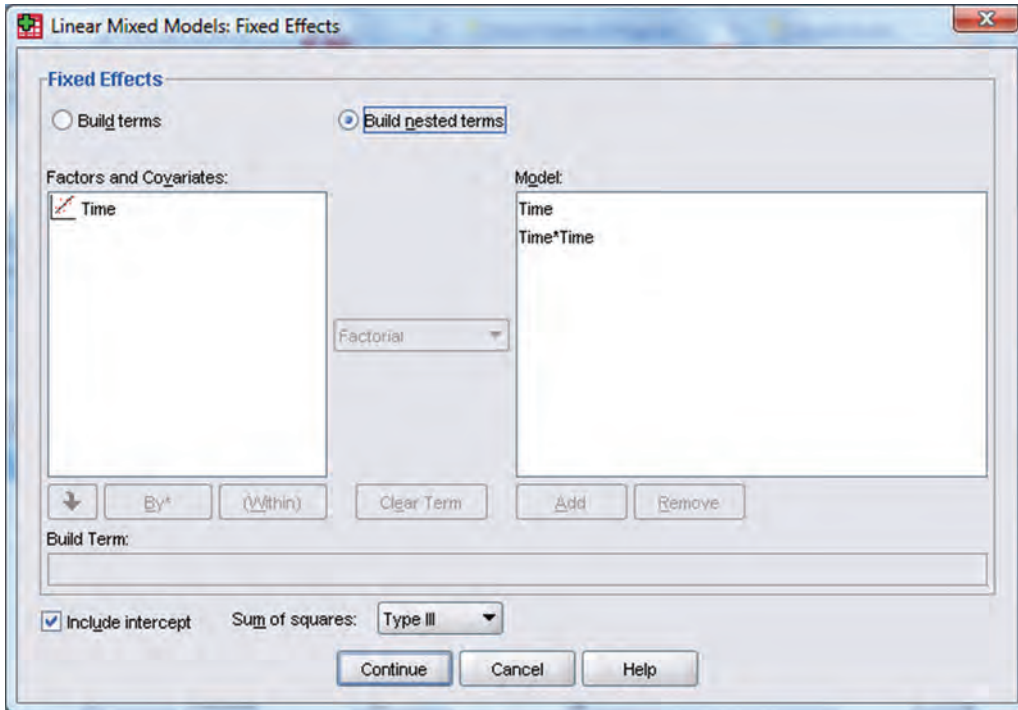 Linear Mixed Models: Fixed Effects
Fixed Effects
Build terms
Build nested terms
Factors and Covariates:
Model:
Time
Time
Time*Time
Factorial
By*
(Within)
Clear Term
Add
Remove
Build Term:
Include intercept
Sum of squares:
Type III
Continue
Cancel
Help